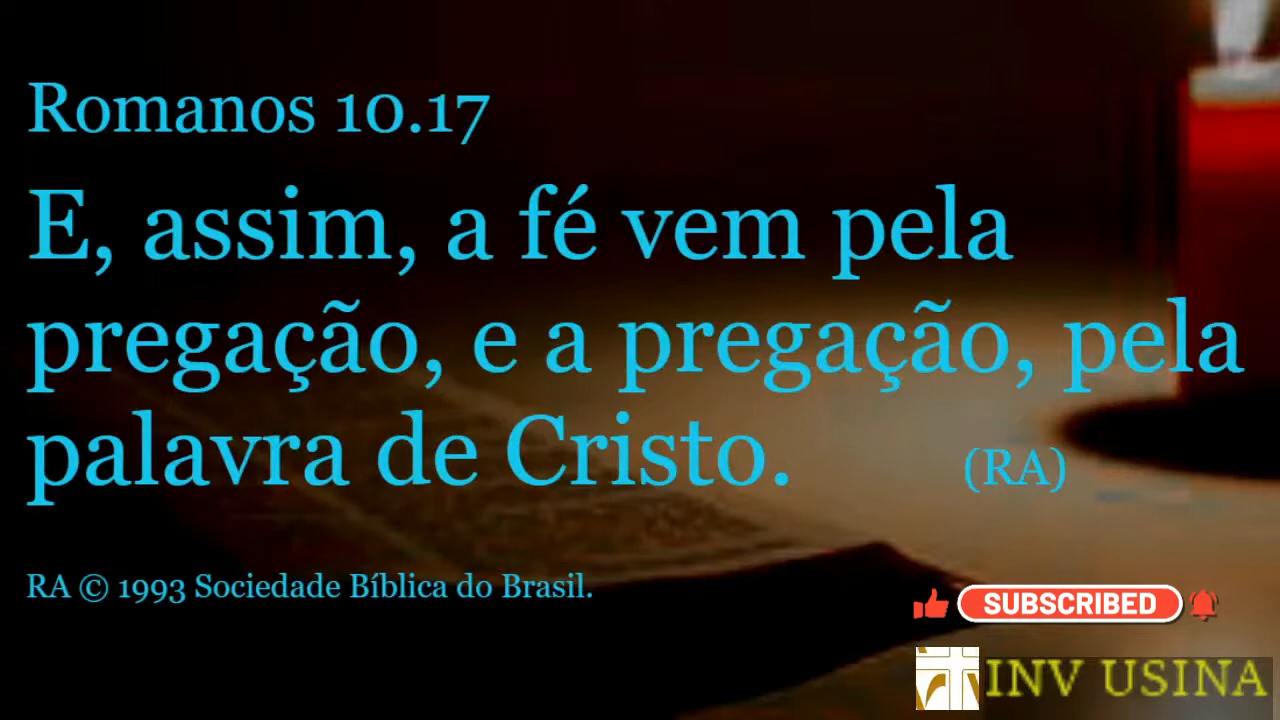 Romanos 10.17
E, assim, a fé vem pela
pregação, e a pregação, pela
palavra de Cristo. (RA)
RA © 1993 Sociedade Bíblica do Brasil.
SUBSCRIBED
INV USINA